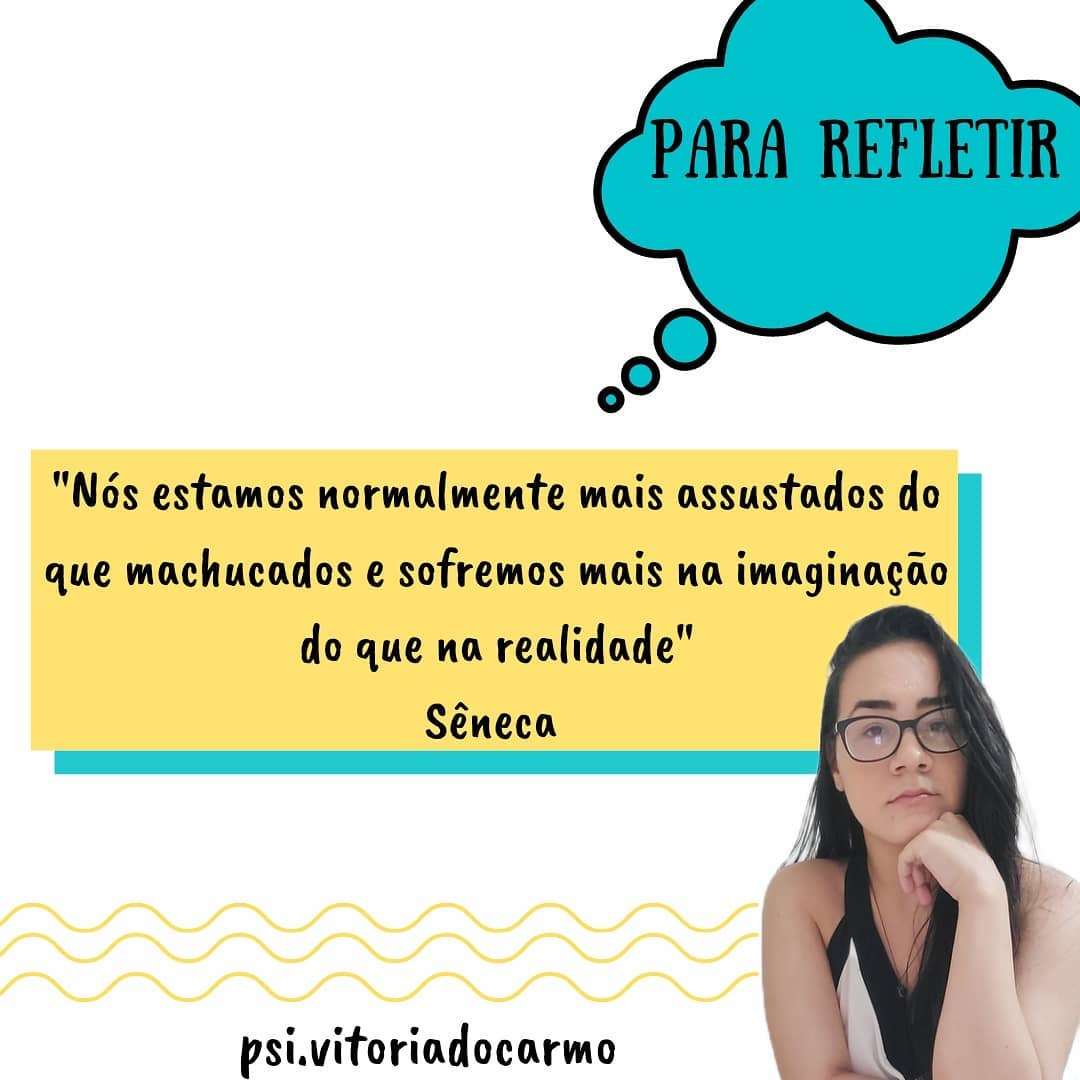 PARA REFLETIR
"Nós estamos normalmente mais assustados do
que machucados e sofremos mais na imaginação
do que na realidade"
Sêneca
psi.vitoriadocarmo